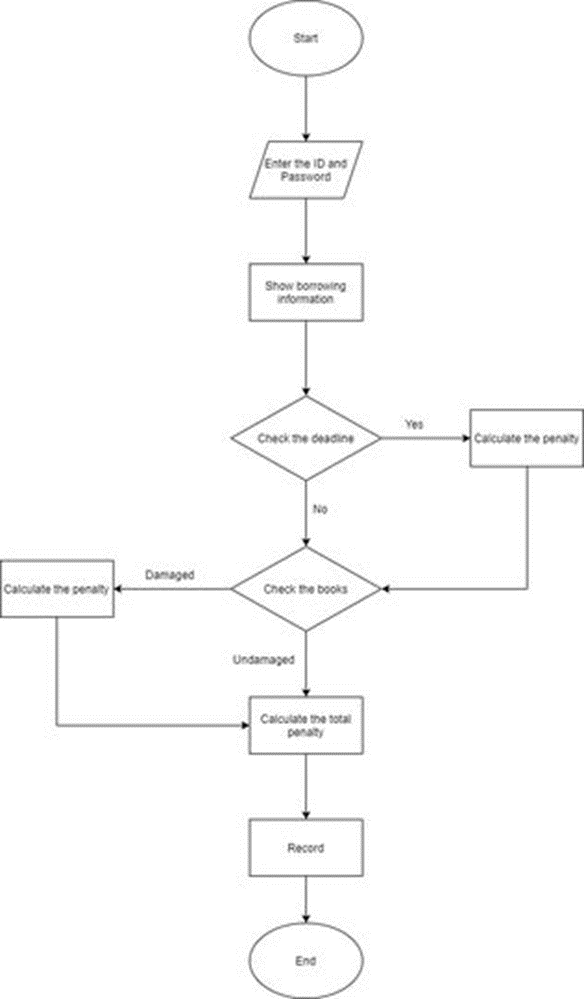 Start
Enter the ID and
Password
Show borrowing
information
Check the deadline
Yes
Calculate the penalty
No
Check the books
Damaged
Calculate the penalty
Undamaged
Calculate the total
penalty
Record
End